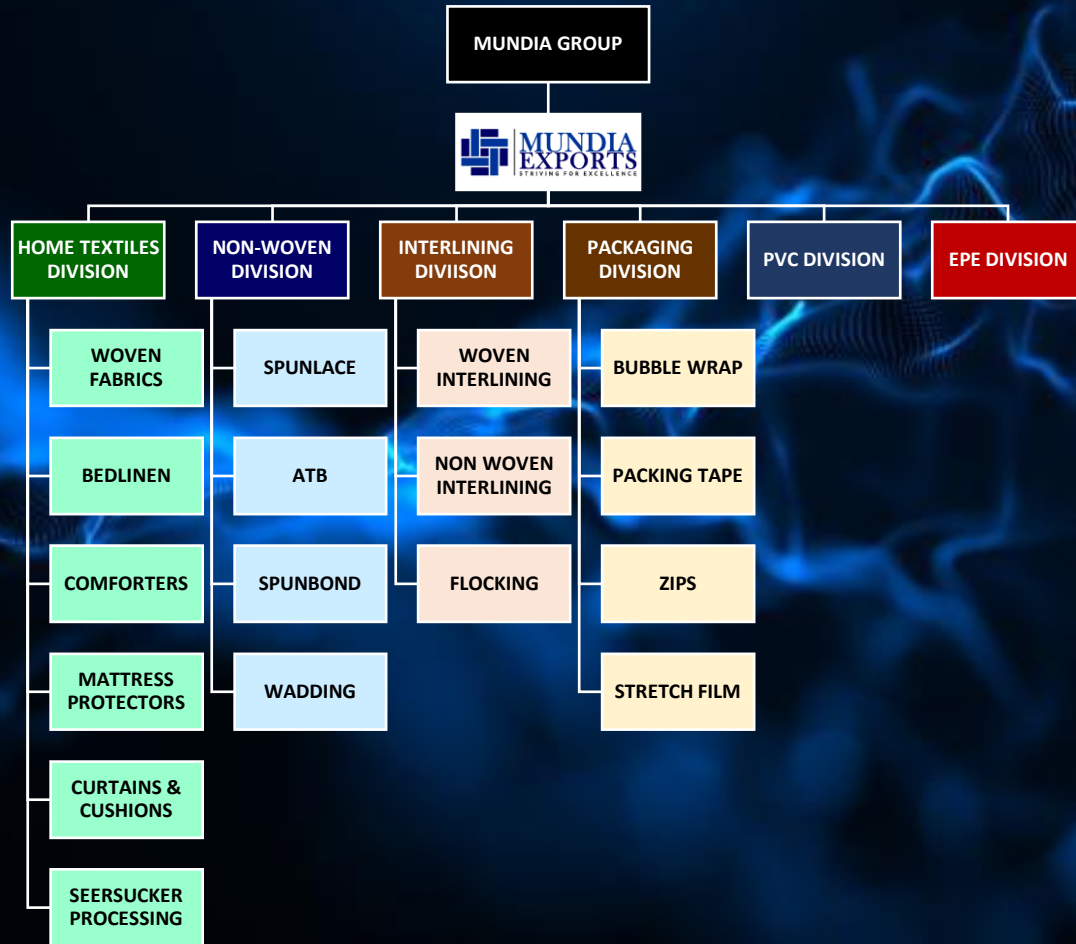 MUNDIA GROUP
MUNDIA
EXPORTS
STRIVING FOR EXCELLENCE
HOME TEXTILES
DIVISION
NON-WOVEN
DIVISION
INTERLINING
DIVIISON
PACKAGING
DIVISION
PVC DIVISION
EPE DIVISION
WOVEN
FABRICS
BEDLINEN
COMFORTERS
MATTRESS
PROTECTORS
CURTAINS &
CUSHIONS
SEERSUCKER
PROCESSING
SPUNLACE
ATB
SPUNBOND
WADDING
WOVEN
INTERLINING
NON WOVEN
INTERLINING
FLOCKING
BUBBLE WRAP
PACKING TAPE
ZIPS
STRETCH FILM